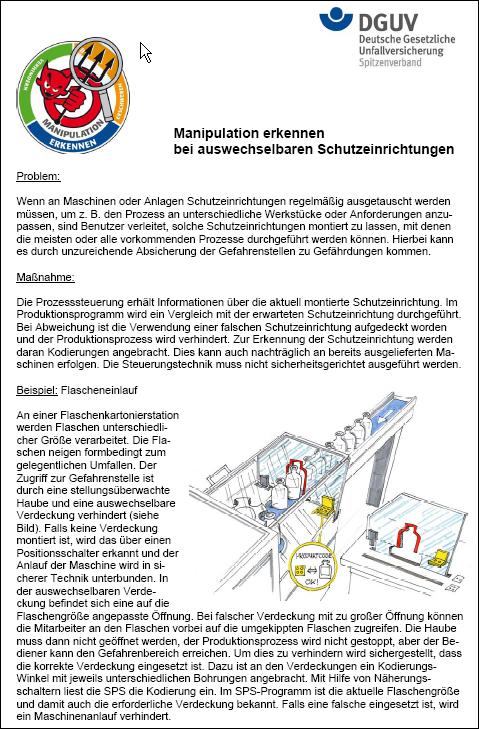 DGUV
Deutsche Gesetzliche
Unfallversicherung
Spitzenverband
VERHINDERN
ERSCHWEREN
MANIPULATION
ERKENNEN
Manipulation erkennen
bei auswechselbaren Schutzeinrichtungen
Problem:
Wenn an Maschinen oder Anlagen Schutzeinrichtungen regelmäßig ausgetauscht werden
müssen, um z. B. den Prozess an unterschiedliche Werkstücke oder Anforderungen anzu-
passen, sind Benutzer verleitet, solche Schutzeinrichtungen montiert zu lassen, mit denen
die meisten oder alle vorkommenden Prozesse durchgeführt werden können. Hierbei kann
es durch unzureichende Absicherung der Gefahrenstellen zu Gefährdungen kommen.
Maßnahme:
Die Prozesssteuerung erhält Informationen über die aktuell montierte Schutzeinrichtung. Im
Produktionsprogramm wird ein Vergleich mit der erwarteten Schutzeinrichtung durchgeführt.
Bei Abweichung ist die Verwendung einer falschen Schutzeinrichtung aufgedeckt worden
und der Produktionsprozess wird verhindert. Zur Erkennung der Schutzeinrichtung werden
daran Kodierungen angebracht. Dies kann auch nachträglich an bereits ausgelieferten Ma-
schinen erfolgen. Die Steuerungstechnik muss nicht sicherheitsgerichtet ausgeführt werden.
Beispiel: Flascheneinlauf
An einer Flaschenkartonierstation
werden Flaschen unterschiedli-
cher Größe verarbeitet. Die Fla-
schen neigen formbedingt zum
gelegentlichen Umfallen. Der
Zugriff zur Gefahrenstelle ist
durch eine stellungsüberwachte
Haube und eine auswechselbare
Verdeckung verhindert (siehe
Bild). Falls keine Verdeckung
montiert ist, wird das über einen
Positionsschalter erkannt und der
Anlauf der Maschine wird in si-
cherer Technik unterbunden. In
der auswechselbaren Verde-
ckung befindet sich eine auf die
Flaschengröße angepasste Öffnung. Bei falscher Verdeckung mit zu großer Öffnung können
die Mitarbeiter an den Flaschen vorbei auf die umgekippten Flaschen zugreifen. Die Haube
muss dann nicht geöffnet werden, der Produktionsprozess wird nicht gestoppt, aber der Be-
diener kann den Gefahrenbereich erreichen. Um dies zu verhindern wird sichergestellt, dass
die korrekte Verdeckung eingesetzt ist. Dazu ist an den Verdeckungen ein Kodierungs-
Winkel mit jeweils unterschiedlichen Bohrungen angebracht. Mit Hilfe von Näherungs-
schaltern liest die SPS die Kodierung ein. Im SPS-Programm ist die aktuelle Flaschengröße
und damit auch die erforderliche Verdeckung bekannt. Falls eine falsche eingesetzt ist, wird
ein Maschinenanlauf verhindert.
PRODUKTCODE
OK!